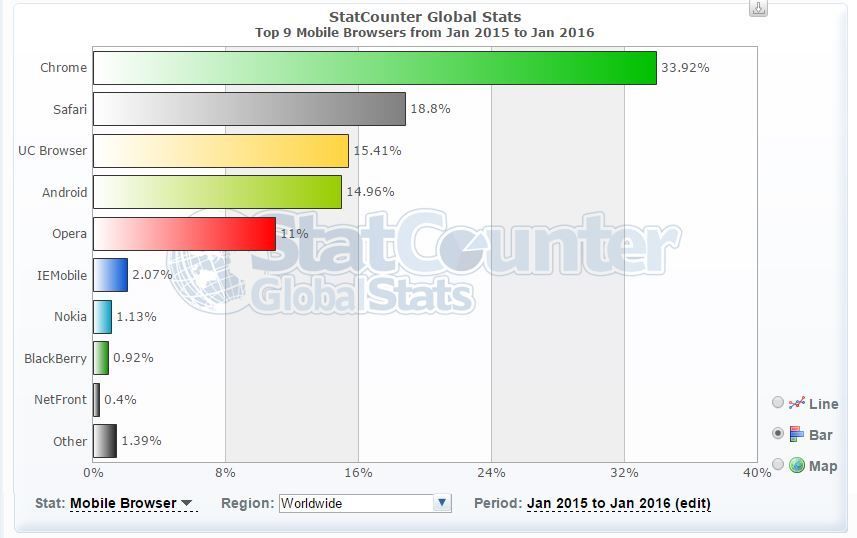 StatCounter Global Stats
Top 9 Mobile Browsers from Jan 2015 to Jan 2016
Chrome 33.92%
Safari 18.8%
UC Browser 15.41%
Android 14.96%
Opera 11%
IEMobile 2.07%
Nokia 1.13%
BlackBerry 0.92%
NetFront 0.4%
Other 1.39%
StatCounter
GlobalStats
0% 8% 16% 24% 32% 40%
Line
Bar
Map
Stat: Mobile Browser Region: Worldwide Period: Jan 2015 to Jan 2016 (edit)